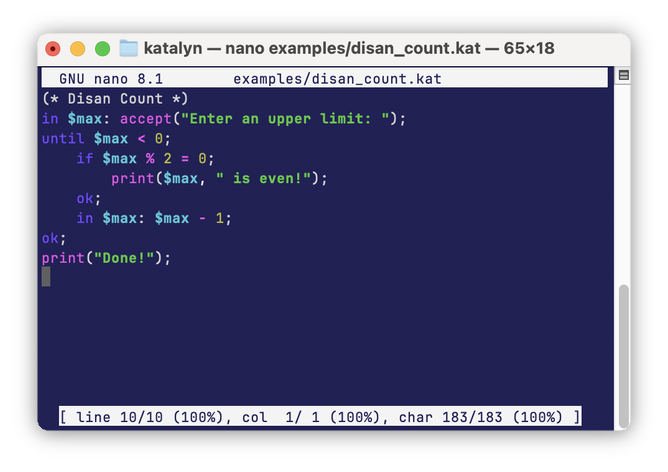 katalyn — nano examples/disan_count.kat — 65×18
GNU nano 8.1 examples/disan_count.kat
(* Disan Count *)
in $max: accept("Enter an upper limit: ");
until $max < 0;
    if $max % 2 = 0;
        print($max, " is even!");
    ok;
    in $max: $max - 1;
ok;
print("Done!");
[ line 10/10 (100%), col  1/ 1 (100%), char 183/183 (100%) ]